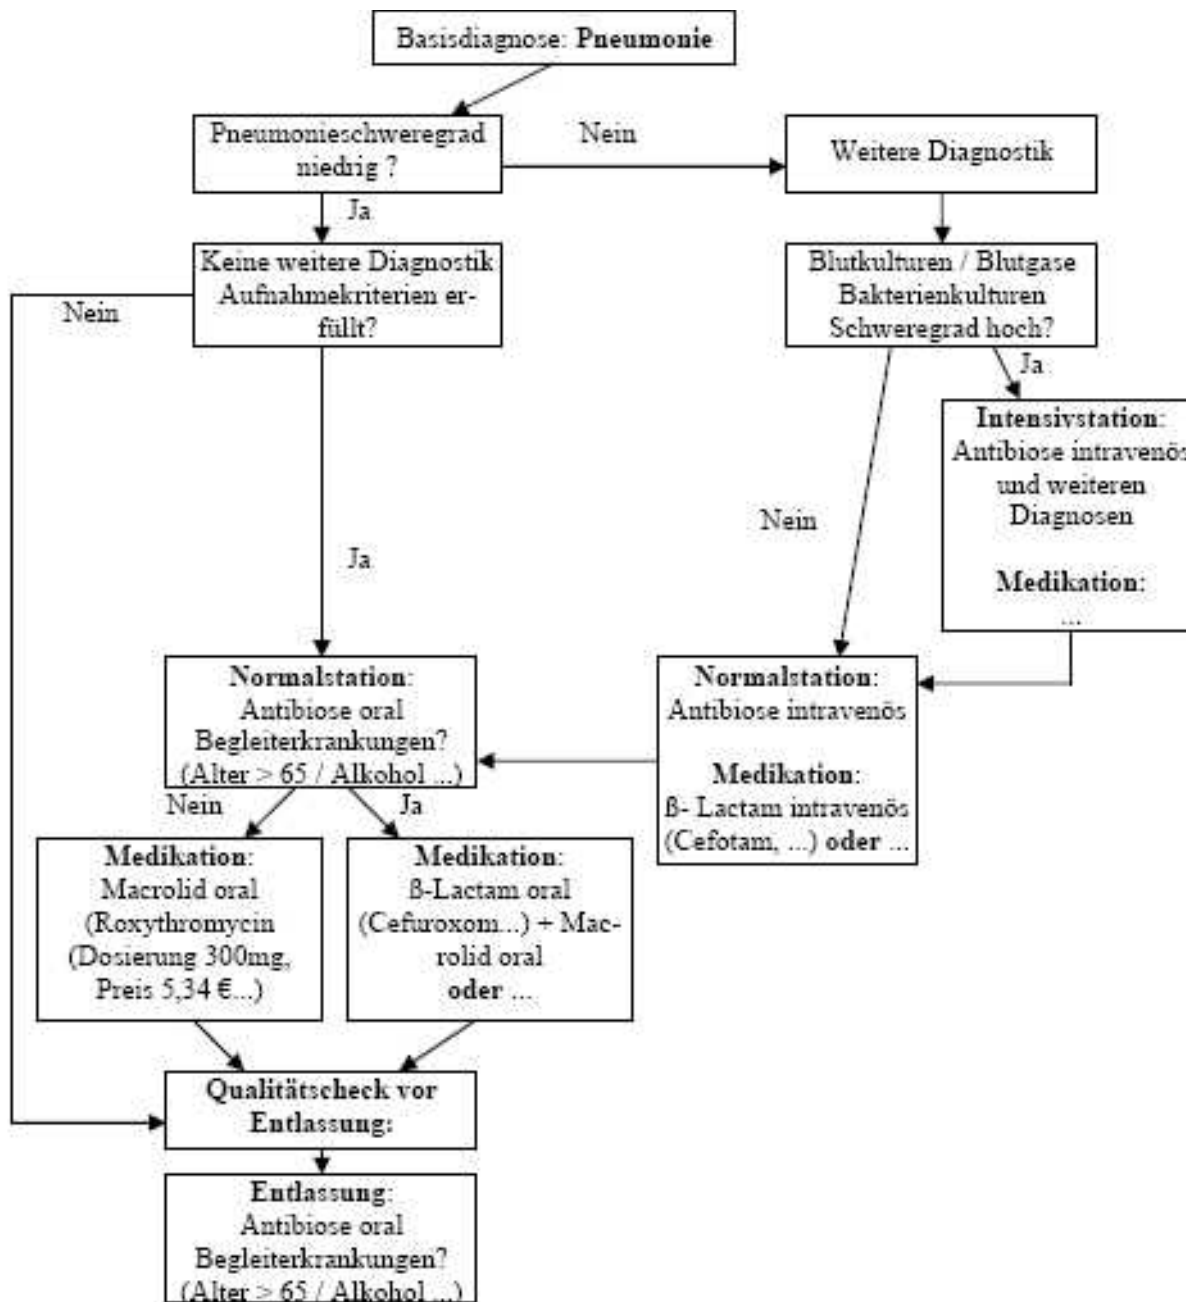 Basisdiagnose: Pneumonie
Pneumonieschweregrad
niedrig ?
Nein
Weitere Diagnostik
Ja
Keine weitere Diagnostik
Aufnahmekriterien er-
füllt?
Nein
Blutkulturen / Blutgase
Bakterienkulturen
Schweregrad hoch?
Ja
Intensivstation:
Antibiose intravenös
und weiteren
Diagnosen
Medikation:
...
Nein
Ja
Normalstation:
Antibiose oral
Begleiterkrankungen?
(Alter > 65 / Alkohol ...)
Normalstation:
Antibiose intravenös
Medikation:
ß- Lactam intravenös
(Cefotam, ...) oder ...
Nein
Ja
Medikation:
Macrolid oral
(Roxythromycin
(Dosierung 300mg,
Preis 5,34 €...)
Medikation:
ß-Lactam oral
(Cefuroxom...) + Mac-
rolid oral
oder ...
Qualitätscheck vor
Entlassung:
Entlassung:
Antibiose oral
Begleiterkrankungen?
(Alter > 65 / Alkohol ...)